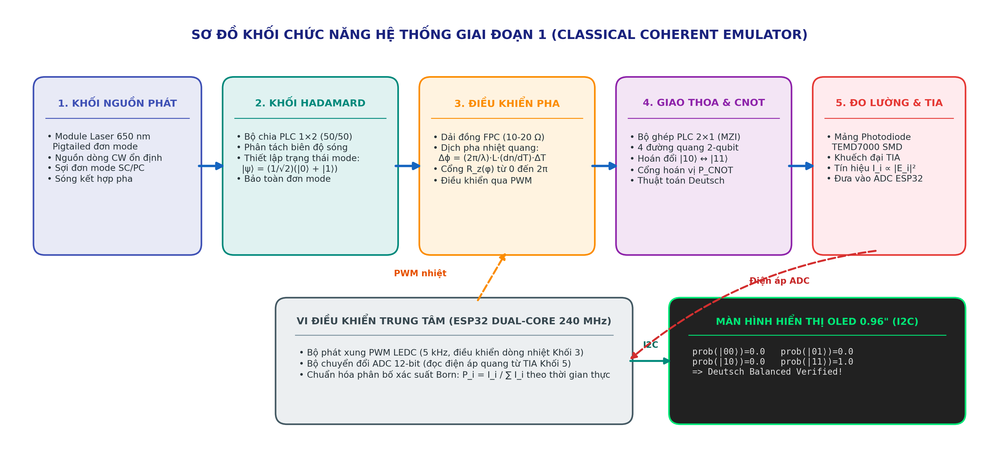 SƠ ĐỒ KHỐI CHỨC NĂNG HỆ THỐNG GIAI ĐOẠN 1 (CLASSICAL COHERENT EMULATOR)
1. KHỐI NGUỒN PHÁT
• Module Laser 650 nm
Pigtailed đơn mode
• Nguồn dòng CW ổn định
• Sợi đơn mode SC/PC
• Sóng kết hợp pha
2. KHỐI HADAMARD
• Bộ chia PLC 1×2 (50/50)
• Phân tách biên độ sóng
• Thiết lập trạng thái mode:
|ψ⟩ = (1/√2)(|0⟩ + |1⟩)
• Bảo toàn đơn mode
3. ĐIỀU KHIỂN PHA
• Dải đồng FPC (10-20 Ω)
• Dịch pha nhiệt quang:
Δϕ = (2π/λ)·L·(dn/dT)·ΔT
• Cổng R_z(φ) từ 0 đến 2π
• Điều khiển qua PWM
4. GIAO THOA & CNOT
• Bộ ghép PLC 2×1 (MZI)
• 4 đường quang 2-qubit
• Hoán đổi |10⟩ ↔ |11⟩
• Cổng hoán vị P_CNOT
• Thuật toán Deutsch
5. ĐO LƯỜNG & TIA
• Mảng Photodiode
TEMD7000 SMD
• Khuếch đại TIA
• Tín hiệu I_i ∝ |E_i|²
• Đưa vào ADC ESP32
PWM nhiệt
Điện áp ADC
VI ĐIỀU KHIỂN TRUNG TÂM (ESP32 DUAL-CORE 240 MHz)
• Bộ phát xung PWM LEDC (5 kHz, điều khiển dòng nhiệt Khối 3)
• Bộ chuyển đổi ADC 12-bit (đọc điện áp quang từ TIA Khối 5)
• Chuẩn hóa phân bố xác suất Born: P_i = I_i / ∑ I_i theo thời gian thực
I2C
MÀN HÌNH HIỂN THỊ OLED 0.96" (I2C)
prob(|00⟩)=0.0   prob(|01⟩)=0.0
prob(|10⟩)=0.0   prob(|11⟩)=1.0
=> Deutsch Balanced Verified!